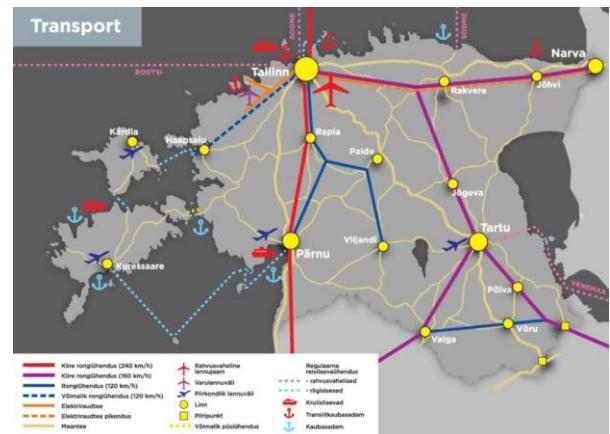 Transport
SOOME
SOOME
ROOTSI
Tallinn
Narva
Rakvere
Jõhvi
Kärdla
Haapsalu
Rapla
Paide
Jõgeva
Tartu
Kuressaare
Pärnu
Viljandi
Põlva
VENEMAA
Valga
Võru
Kiire rongiühendus (240 km/h)
Kiire rongiühendus (160 km/h)
Rongiühendus (120 km/h)
Võimalik rongiühendus (120 km/h)
Elektriraudtee
Elektriraudtee pikendus
Maantee
Rahvusvaheline
lennujaam
Varulennuväli
Piirkondlik lennuväli
Linn
Piiripunkt
Võimalik püsiühendus
Regulaarne
reisilaevaühendus
- rahvusvahelised
- riigisisesed
Kruiisilaevad
Transiitkaubasadam
Kaubasadam